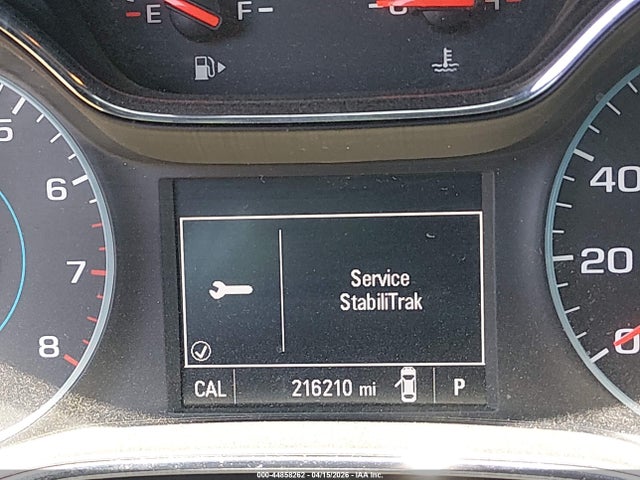 E F C H
5
6
7
8
40
20
0
Service
StabiliTrak
CAL 216210 mi P
000-44858262 - 04/15/2026 - IAA Inc.